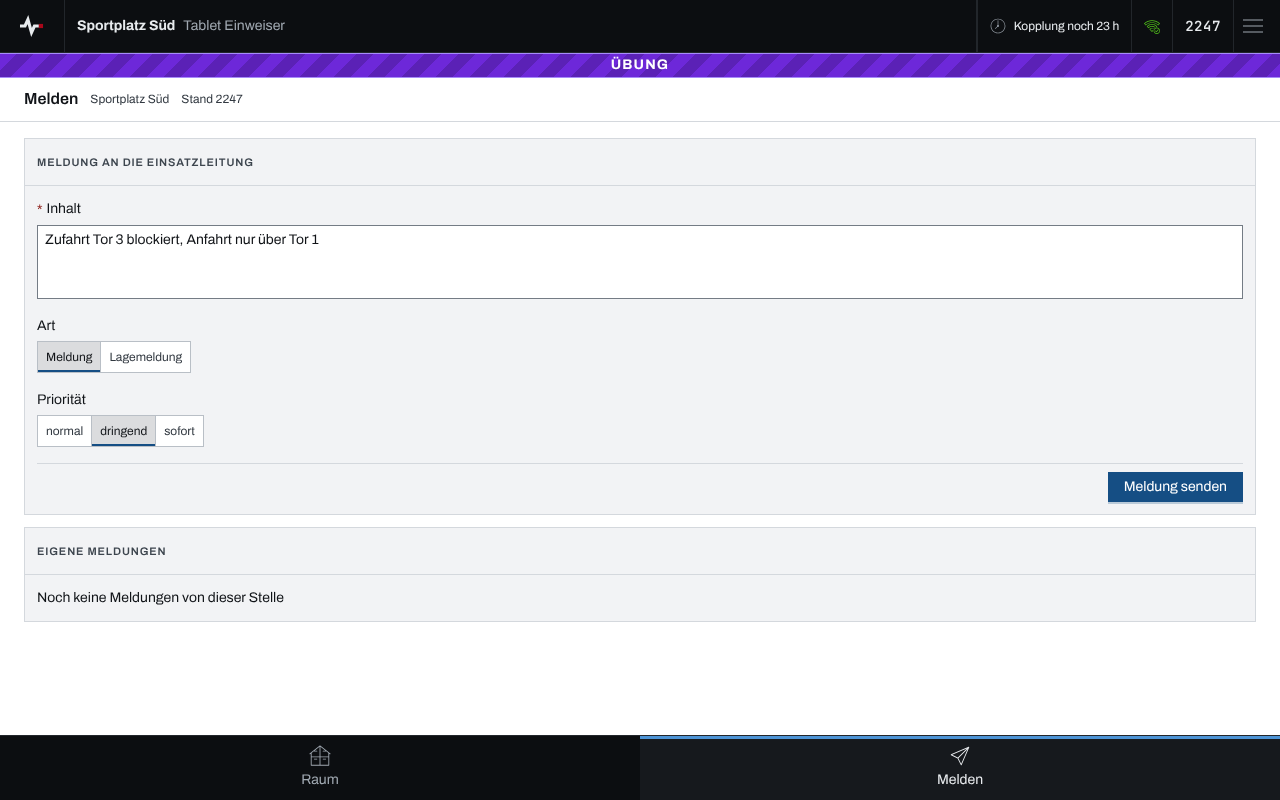 Sportplatz Süd Tablet Einweiser Kopplung noch 23 h 2247
ÜBUNG
Melden Sportplatz Süd Stand 2247
MELDUNG AN DIE EINSATZLEITUNG
* Inhalt
Zufahrt Tor 3 blockiert, Anfahrt nur über Tor 1
Art
Meldung Lagemeldung
Priorität
normal dringend sofort
Meldung senden
EIGENE MELDUNGEN
Noch keine Meldungen von dieser Stelle
Raum Melden